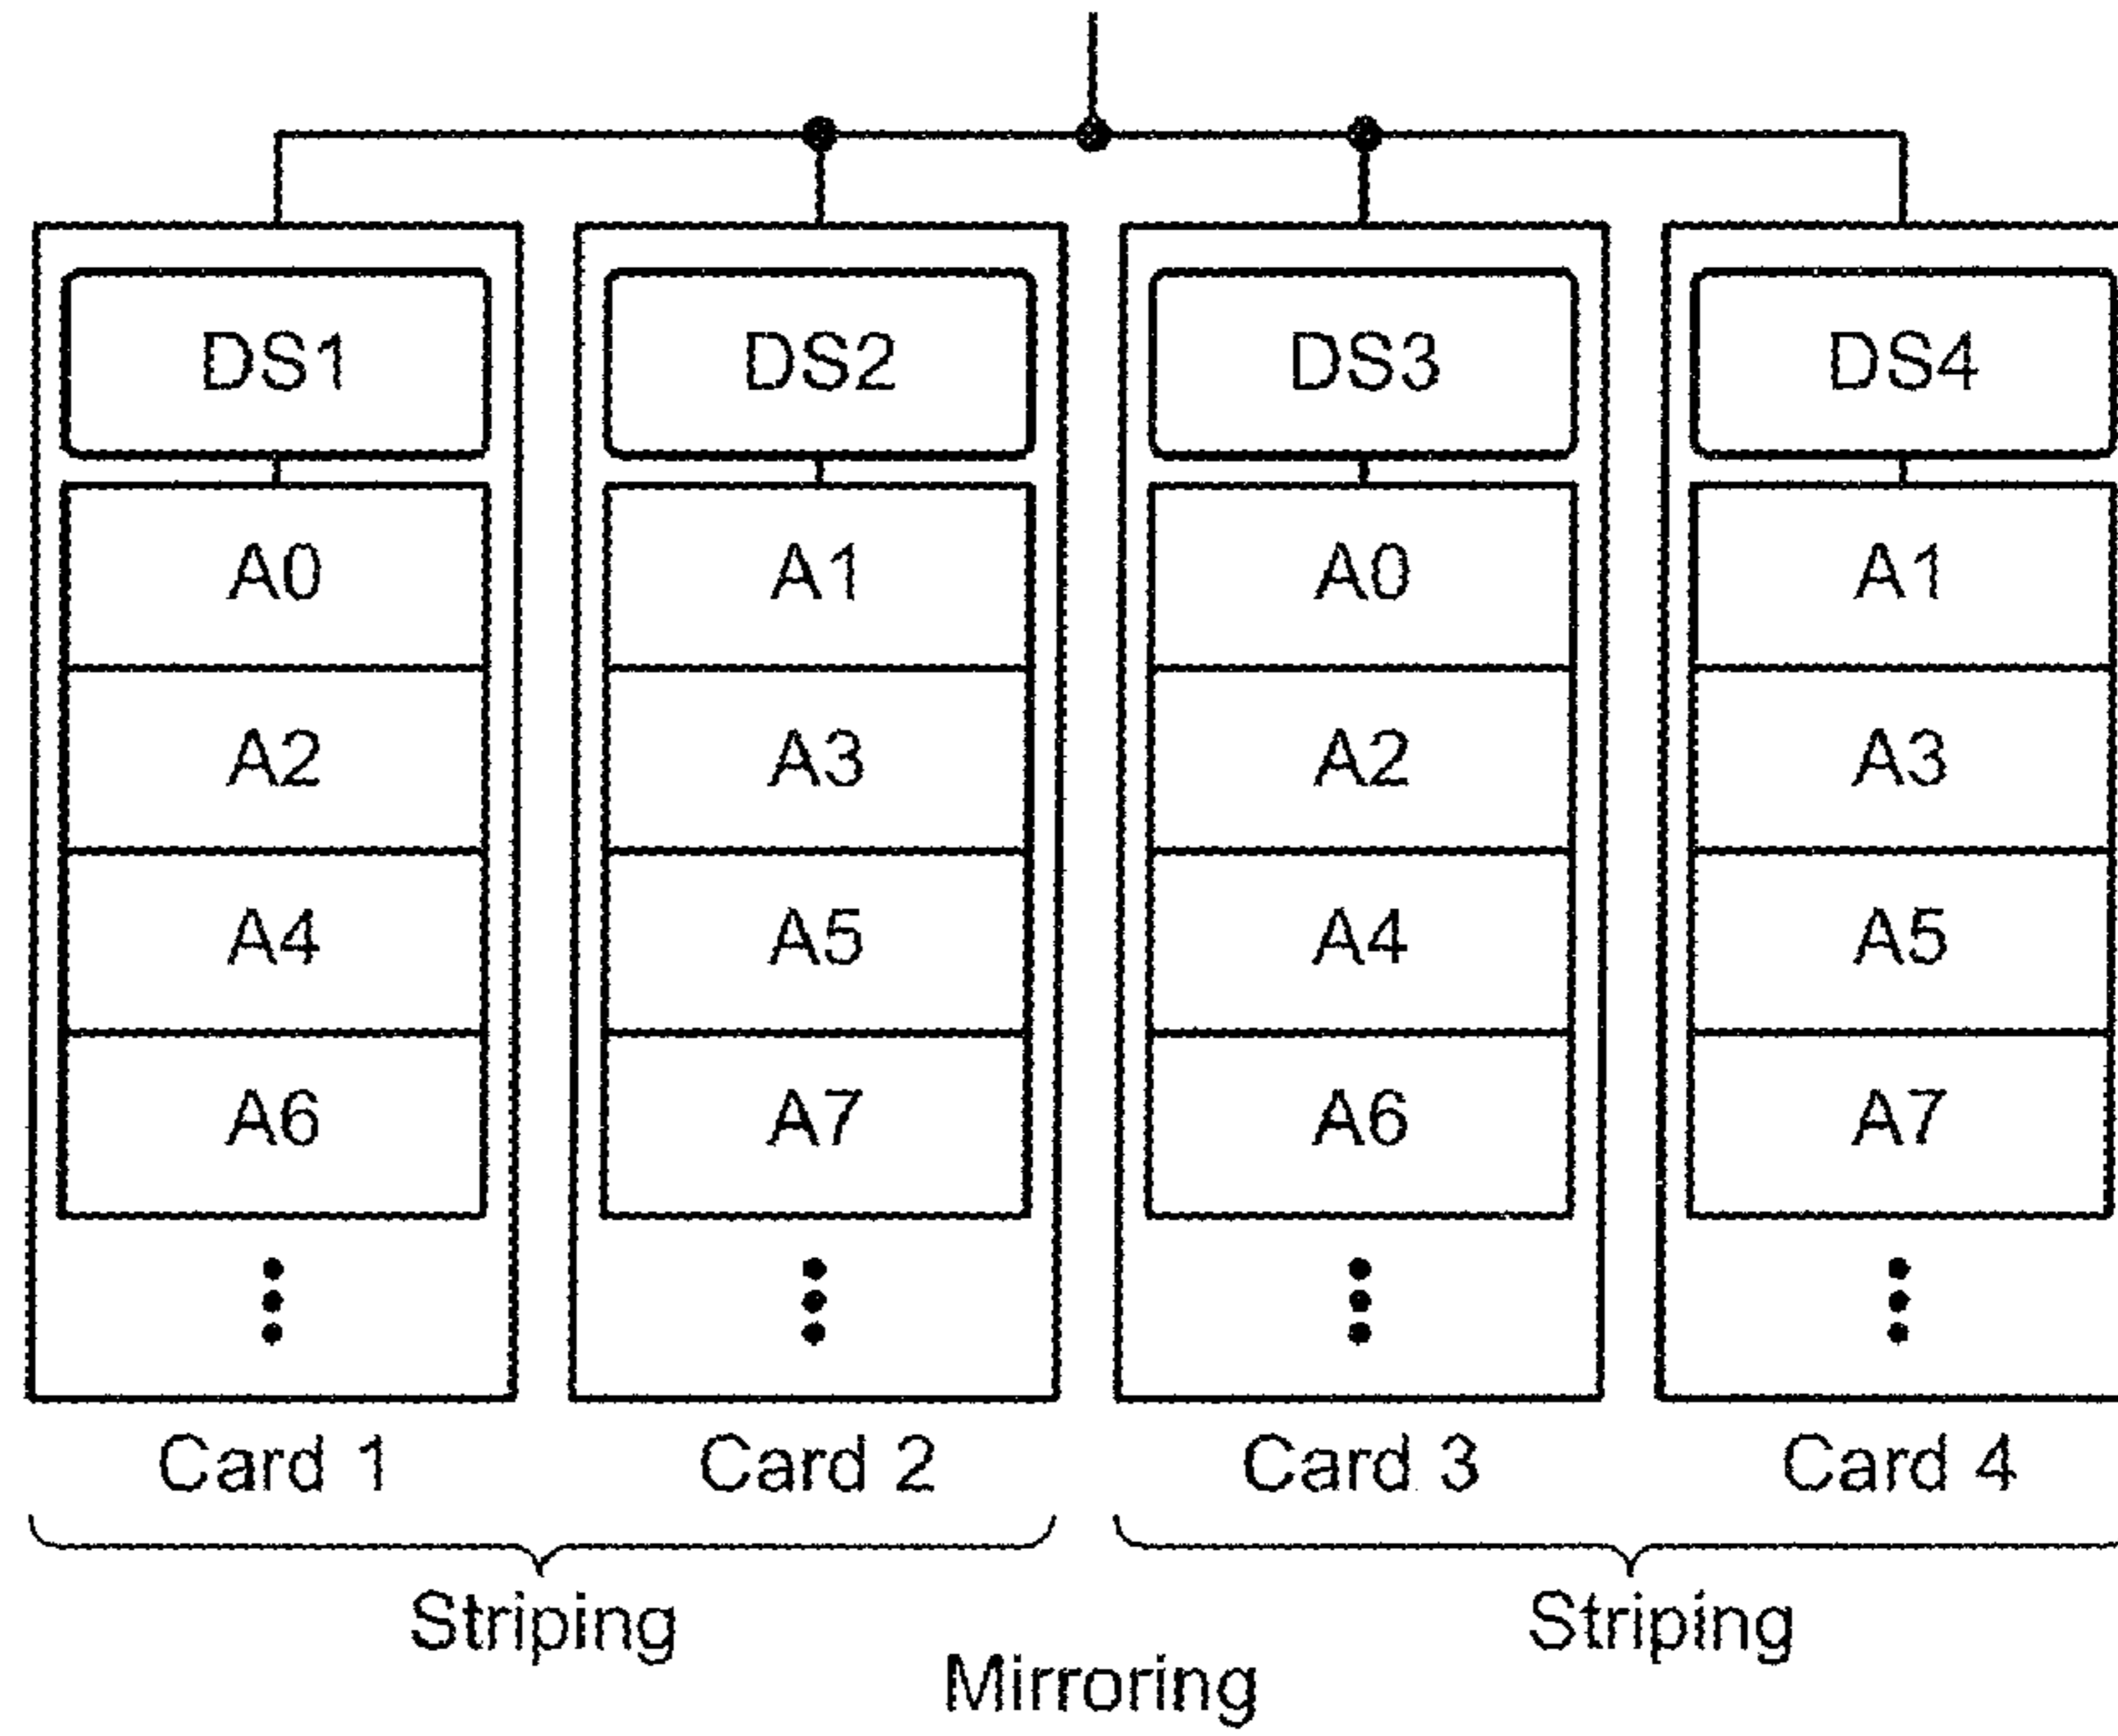 DS1 DS2 DS3 DS4
A0 A1 A0 A1
A2 A3 A2 A3
A4 A5 A4 A5
A6 A7 A6 A7
Card 1 Card 2 Card 3 Card 4
Striping Striping
Mirroring